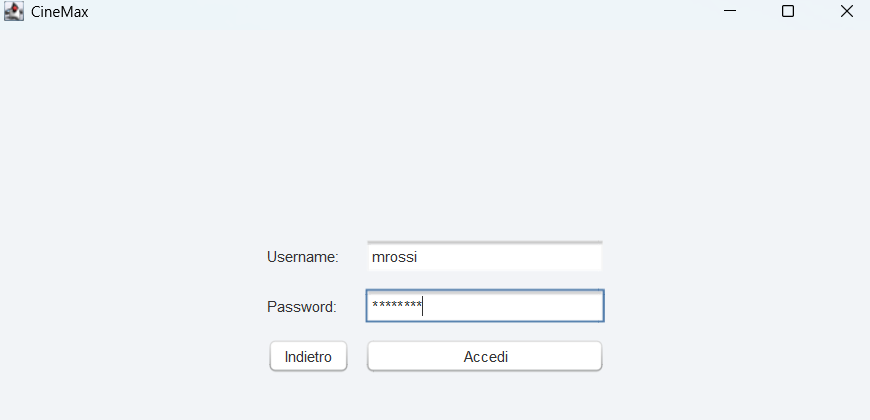 CineMax
Username: mrossi
Password: ********
Indietro Accedi